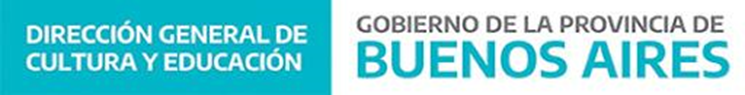 DIRECCIÓN GENERAL DE
CULTURA Y EDUCACIÓN
GOBIERNO DE LA PROVINCIA DE
BUENOS AIRES